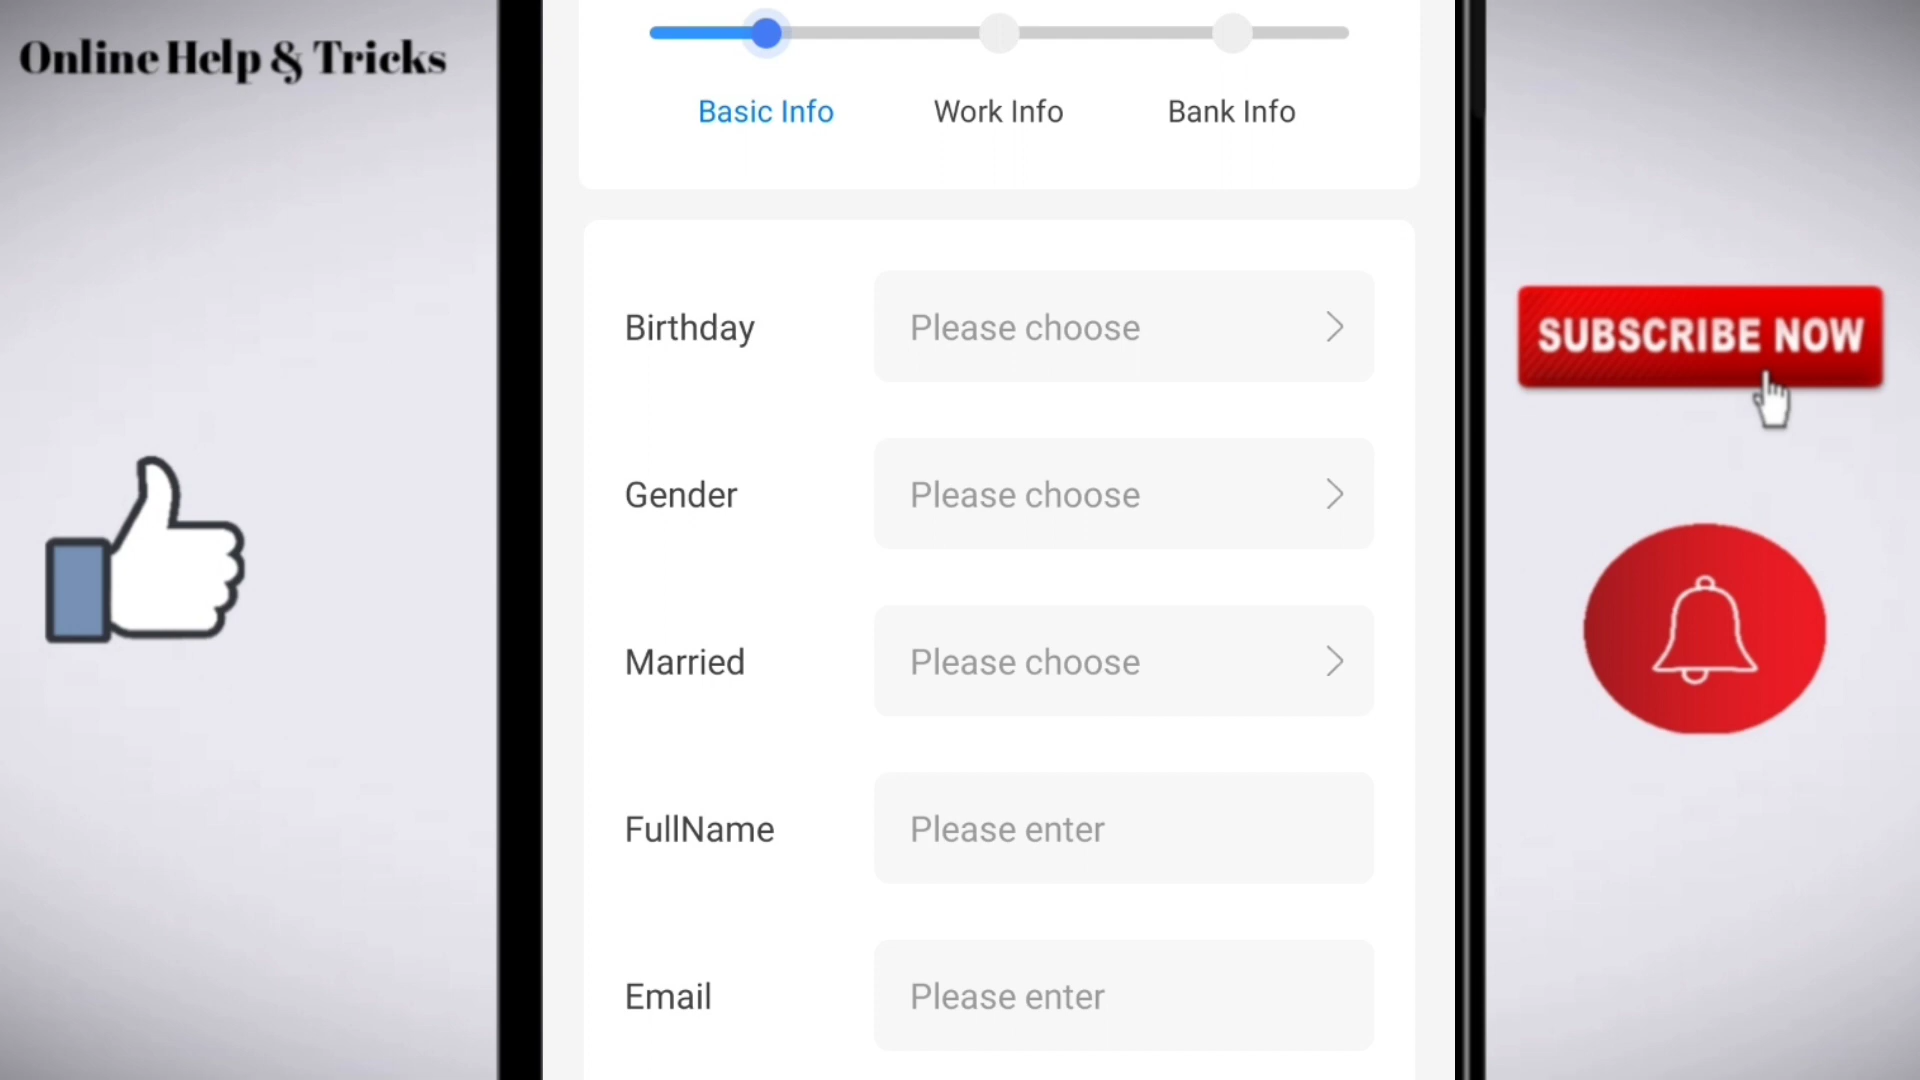 Online Help & Tricks
Basic Info Work Info Bank Info
Birthday Please choose
Gender Please choose
Married Please choose
FullName Please enter
Email Please enter
SUBSCRIBE NOW